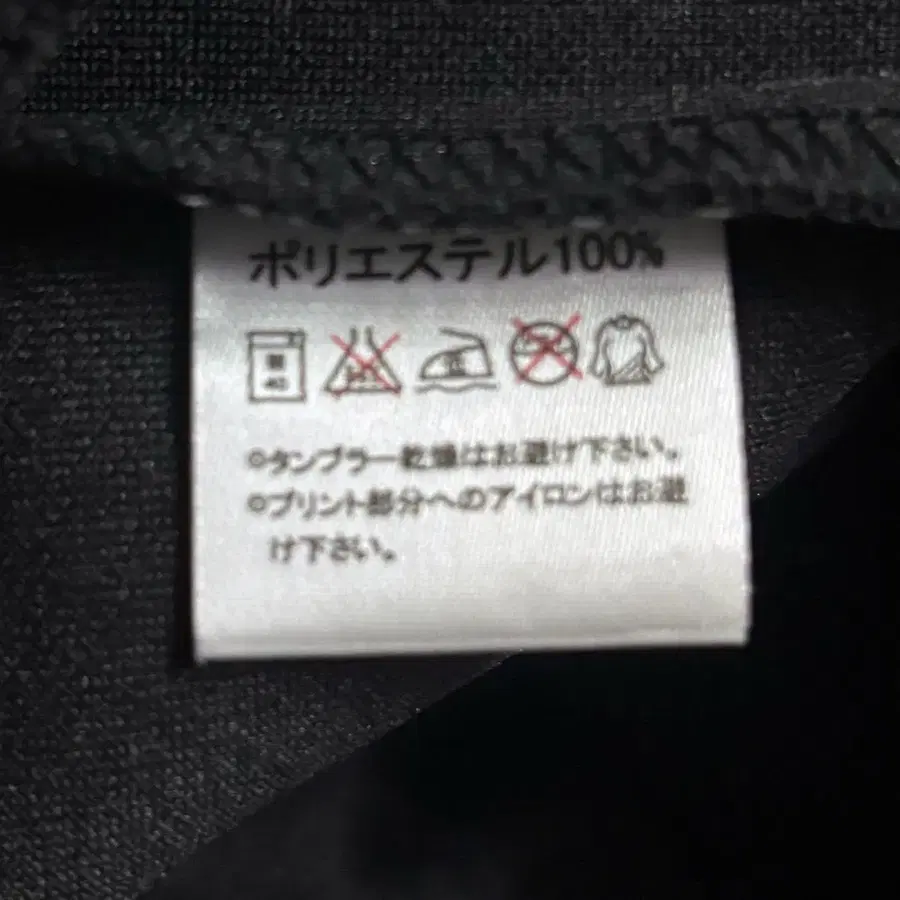 ポリエステル100%
40
◎タンブラー乾燥はお避け下さい。
◎プリント部分へのアイロンはお避
け下さい。